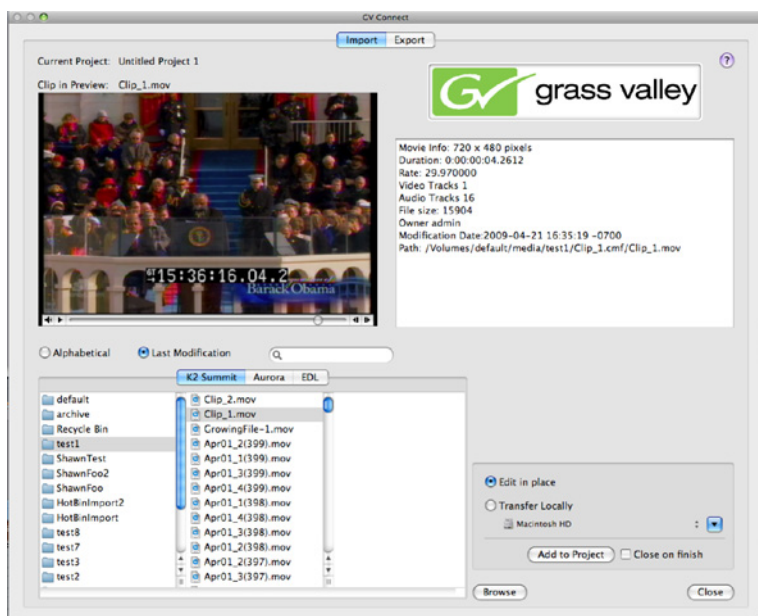 GV Connect
Import Export
Current Project: Untitled Project 1
?
Clip in Preview: Clip_1.mov
GV grass valley
15:36:16.04.2
Barack Obama
Movie Info: 720 x 480 pixels
Duration: 0:00:00:04.2612
Rate: 29.970000
Video Tracks 1
Audio Tracks 16
File size: 15904
Owner admin
Modification Date:2009-04-21 16:35:19 -0700
Path: /Volumes/default/media/test1/Clip_1.cmf/Clip_1.mov
Alphabetical Last Modification
K2 Summit Aurora EDL
default
archive
Recycle Bin
test1
ShawnTest
ShawnFoo2
ShawnFoo
HotBinImport2
HotBinImport
test8
test7
test3
test2
Clip_2.mov
Clip_1.mov
GrowingFile-1.mov
Apr01_2(399).mov
Apr01_1(399).mov
Apr01_3(399).mov
Apr01_4(399).mov
Apr01_1(398).mov
Apr01_4(398).mov
Apr01_3(398).mov
Apr01_2(398).mov
Apr01_2(397).mov
Apr01_3(397).mov
Edit in place
Transfer Locally
Macintosh HD
Add to Project Close on finish
Browse Close